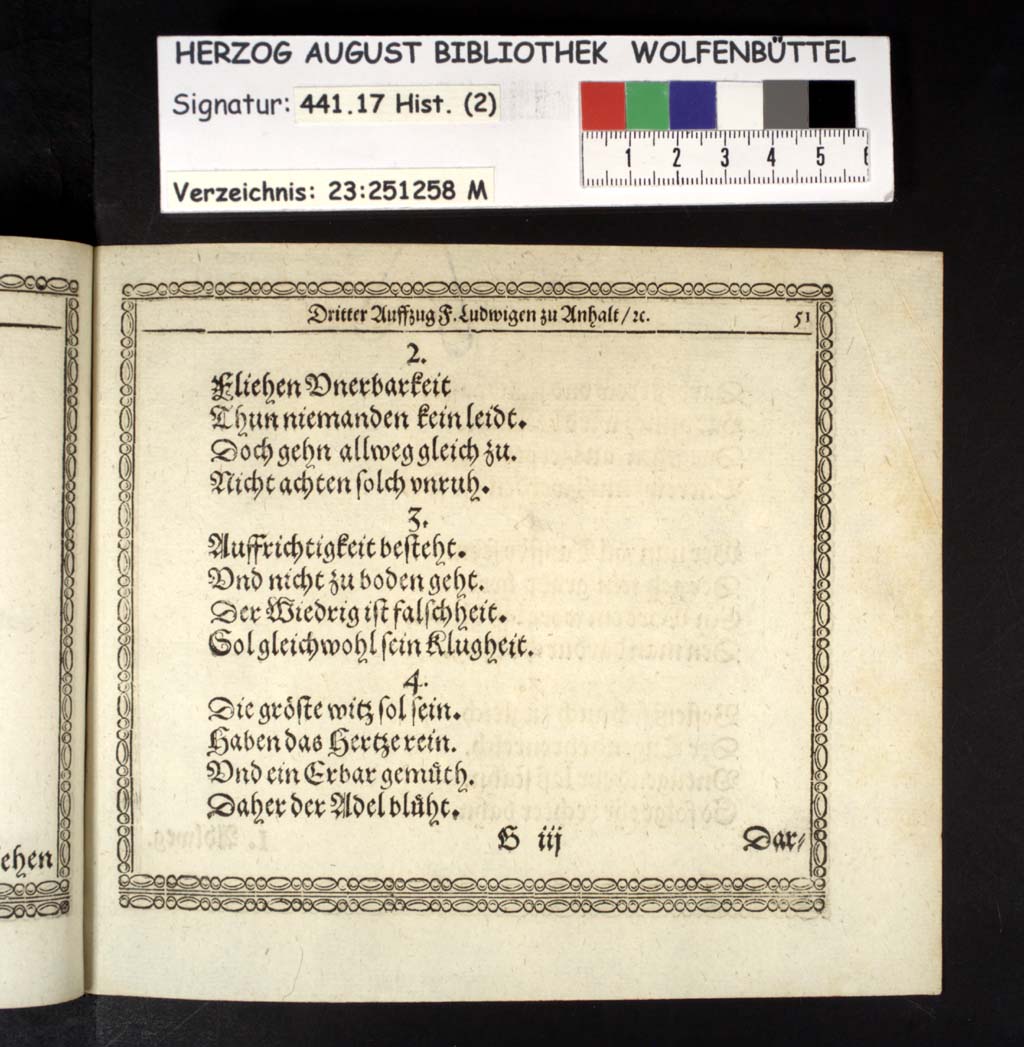 HERZOG AUGUST BIBLIOTHEK WOLFENBÜTTEL
Signatur: 441.17 Hist. (2)
Verzeichnis: 23:251258 M
1 2 3 4 5 6
Dritter Auffzug F. Ludwigen zu Anhalt / ꝛc. 51
2.
Fliehen Vnerbarkeit
Thun niemanden kein leidt.
Doch gehn allweg gleich zu.
Nicht achten solch vnruh.
3.
Auffrichtigkeit besteht.
Vnd nicht zu boden geht.
Der Wiedrig ist falschheit.
Sol gleichwohl sein Klugheit.
4.
Die gröste witz sol sein.
Haben das Hertze rein.
Vnd ein Erbar gemüth.
Daher der Adel blüht.
G iij Dar-
ehen